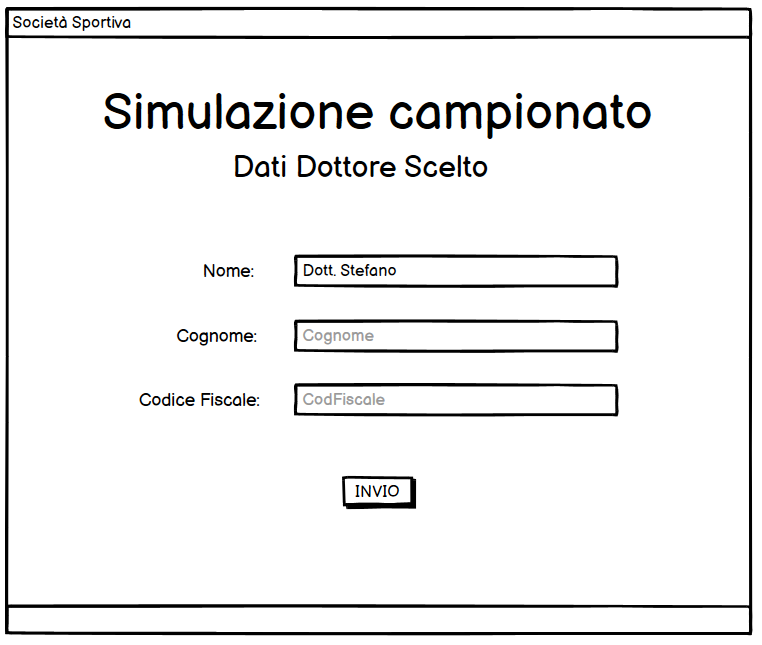 Società Sportiva
Simulazione campionato
Dati Dottore Scelto
Nome: Dott. Stefano
Cognome: Cognome
Codice Fiscale: CodFiscale
INVIO